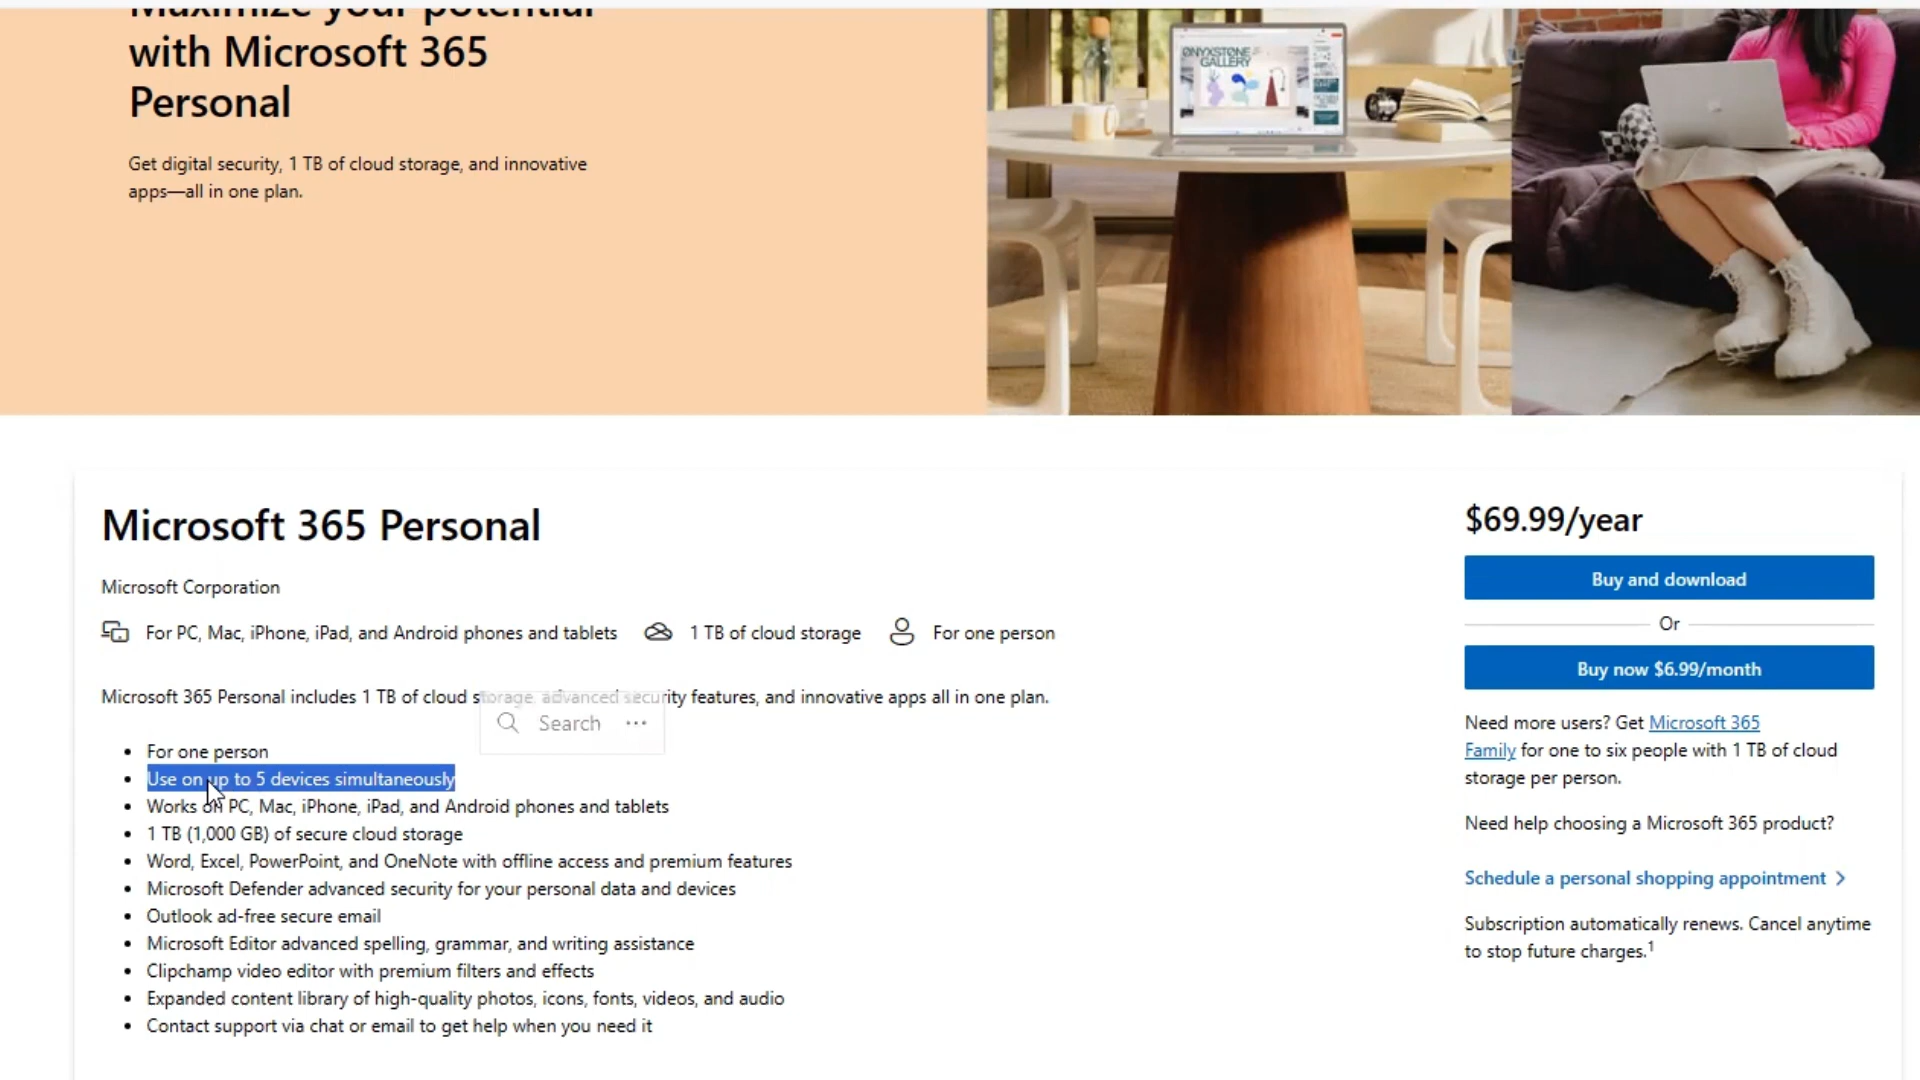 Maximize your potential
with Microsoft 365
Personal
Get digital security, 1 TB of cloud storage, and innovative
apps—all in one plan.
ONYXSTONE
GALLERY
Microsoft 365 Personal
Microsoft Corporation
For PC, Mac, iPhone, iPad, and Android phones and tablets
1 TB of cloud storage
For one person
Microsoft 365 Personal includes 1 TB of cloud storage, advanced security features, and innovative apps all in one plan.
Search
• For one person
• Use on up to 5 devices simultaneously
• Works on PC, Mac, iPhone, iPad, and Android phones and tablets
• 1 TB (1,000 GB) of secure cloud storage
• Word, Excel, PowerPoint, and OneNote with offline access and premium features
• Microsoft Defender advanced security for your personal data and devices
• Outlook ad-free secure email
• Microsoft Editor advanced spelling, grammar, and writing assistance
• Clipchamp video editor with premium filters and effects
• Expanded content library of high-quality photos, icons, fonts, videos, and audio
• Contact support via chat or email to get help when you need it
$69.99/year
Buy and download
Or
Buy now $6.99/month
Need more users? Get Microsoft 365
Family for one to six people with 1 TB of cloud
storage per person.
Need help choosing a Microsoft 365 product?
Schedule a personal shopping appointment
Subscription automatically renews. Cancel anytime
to stop future charges.1